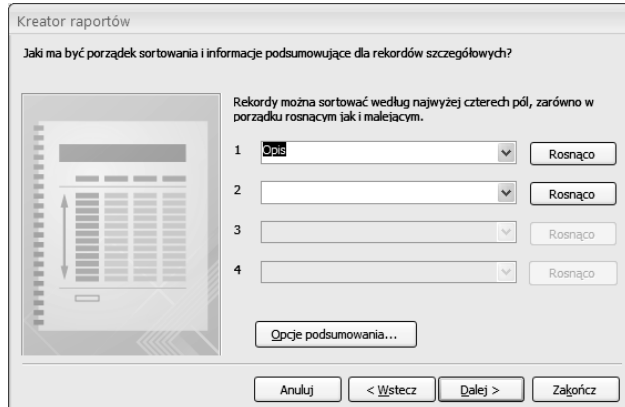 Kreator raportów
Jaki ma być porządek sortowania i informacje podsumowujące dla rekordów szczegółowych?
Rekordy można sortować według najwyżej czterech pól, zarówno w
porządku rosnącym jak i malejącym.
1 Opis Rosnąco
2 Rosnąco
3 Rosnąco
4 Rosnąco
Opcje podsumowania...
Anuluj < Wstecz Dalej > Zakończ